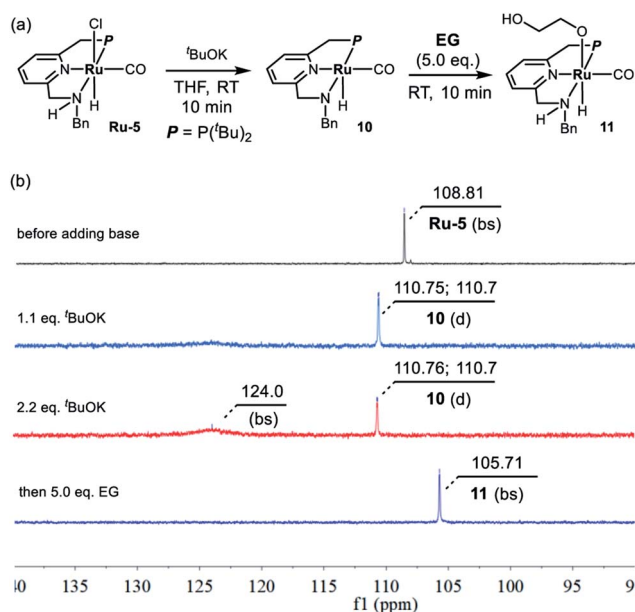 (a)
Cl
P
N
Ru
CO
H
N
H
Bn
Ru-5
ᵗBuOK
THF, RT
10 min
P = P(ᵗBu)₂
P
N
Ru
CO
N
H
Bn
10
EG
(5.0 eq.)
RT, 10 min
HO
O
P
N
Ru
CO
N
H
H
Bn
11
(b)
108.81
Ru-5 (bs)
before adding base
110.75; 110.7
10 (d)
1.1 eq. ᵗBuOK
110.76; 110.7
10 (d)
124.0
(bs)
2.2 eq. ᵗBuOK
105.71
11 (bs)
then 5.0 eq. EG
40 135 130 125 120 115 110 105 100 95 9
f1 (ppm)